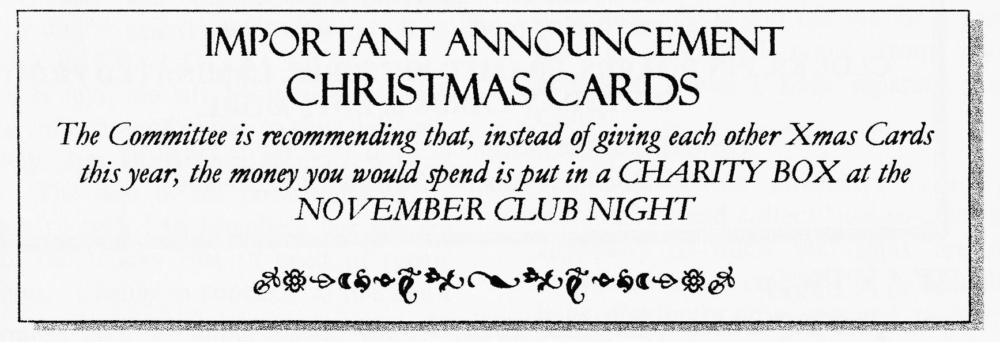 IMPORTANT ANNOUNCEMENT
CHRISTMAS CARDS
The Committee is recommending that, instead of giving each other Xmas Cards
this year, the money you would spend is put in a CHARITY BOX at the
NOVEMBER CLUB NIGHT